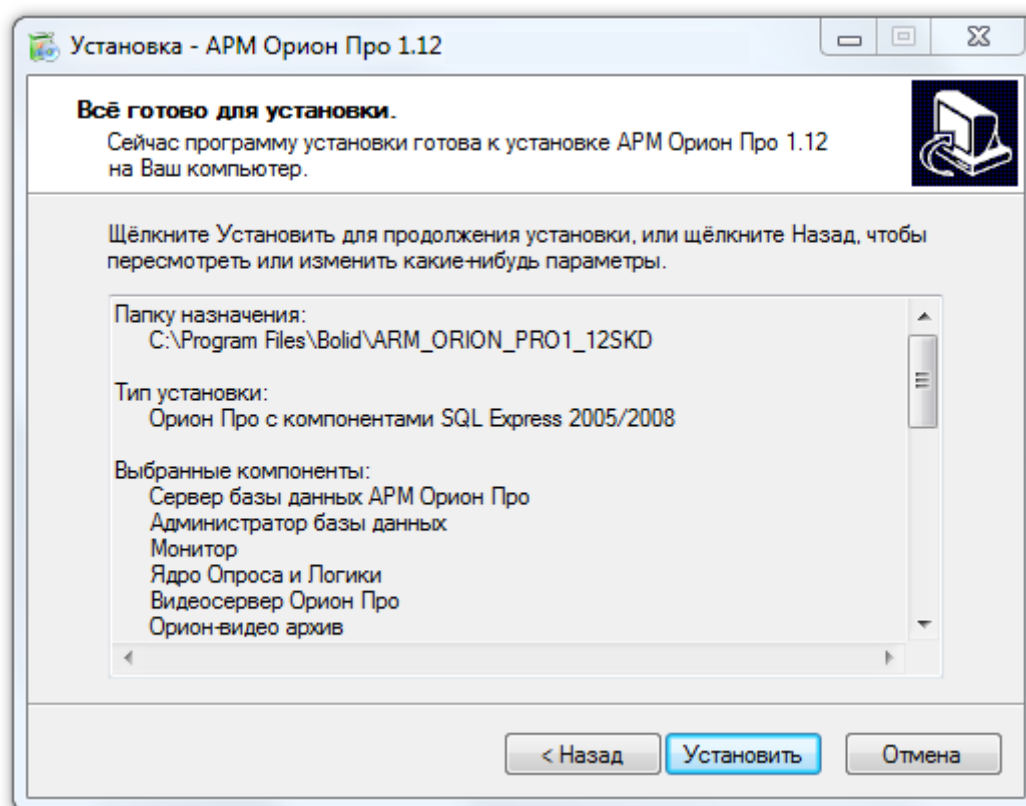 Установка - АРМ Орион Про 1.12
Всё готово для установки.
Сейчас программу установки готова к установке АРМ Орион Про 1.12
на Ваш компьютер.
Щёлкните Установить для продолжения установки, или щёлкните Назад, чтобы
пересмотреть или изменить какие-нибудь параметры.
Папку назначения:
C:\Program Files\Bolid\ARM_ORION_PRO1_12SKD
Тип установки:
Орион Про с компонентами SQL Express 2005/2008
Выбранные компоненты:
Сервер базы данных АРМ Орион Про
Администратор базы данных
Монитор
Ядро Опроса и Логики
Видеосервер Орион Про
Орион-видео архив
< Назад
Установить
Отмена